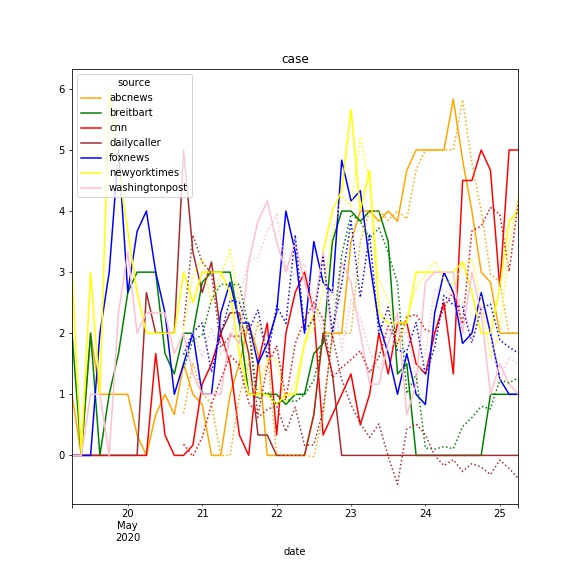 case
source
abcnews
breitbart
cnn
dailycaller
foxnews
newyorktimes
washingtonpost
6
5
4
3
2
1
0
20 21 22 23 24 25
May
2020
date